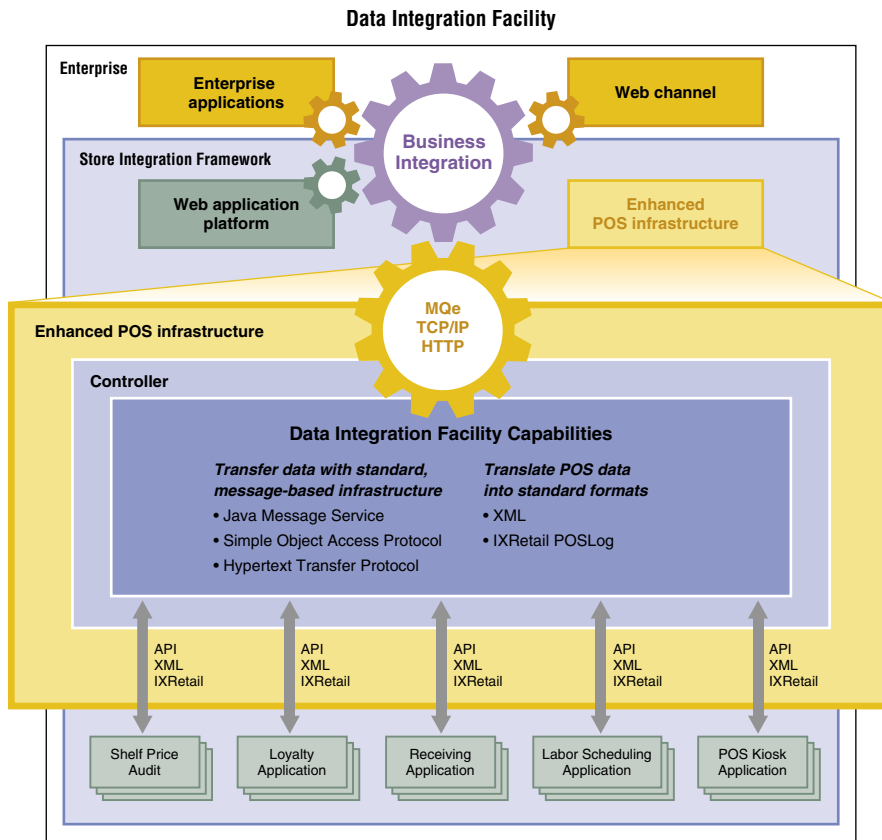 Data Integration Facility
Enterprise
Enterprise
applications
Web channel
Business
Integration
Store Integration Framework
Web application
platform
Enhanced
POS infrastructure
MQe
TCP/IP
HTTP
Enhanced POS infrastructure
Controller
Data Integration Facility Capabilities
Transfer data with standard,
message-based infrastructure
• Java Message Service
• Simple Object Access Protocol
• Hypertext Transfer Protocol
Translate POS data
into standard formats
• XML
• IXRetail POSLog
API
XML
IXRetail
API
XML
IXRetail
API
XML
IXRetail
API
XML
IXRetail
API
XML
IXRetail
Shelf Price
Audit
Loyalty
Application
Receiving
Application
Labor Scheduling
Application
POS Kiosk
Application